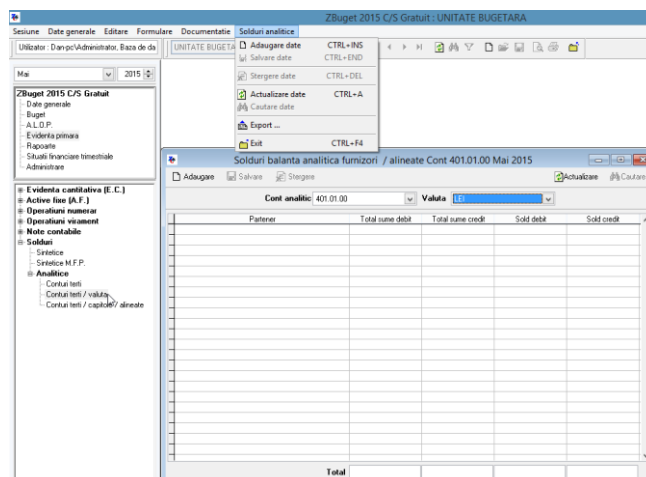 ZBuget 2015 C/S Gratuit : UNITATE BUGETARA
Sesiune Date generale Editare Formulare Documentatie Solduri analitice
Utilizator : Dan-pc\Administrator, Baza de da
UNITATE BUGETA
Adaugare date CTRL+INS
Salvare date CTRL+END
Stergere date CTRL+DEL
Actualizare date CTRL+A
Cautare date
Export ...
Exit CTRL+F4
Mai 2015
ZBuget 2015 C/S Gratuit
Date generale
Buget
A.L.O.P.
Evidenta primara
Rapoarte
Situatii financiare trimestriale
Administrare
Evidenta cantitativa (E.C.)
Active fixe (A.F.)
Operatiuni numerar
Operatiuni virament
Note contabile
Solduri
Sintetice
Sintetice M.F.P.
Analitice
Conturi terti
Conturi terti / valuta
Conturi terti / capitole / alineate
Solduri balanta analitica furnizori / alineate Cont 401.01.00 Mai 2015
Adaugare Salvare Stergere Actualizare Cautare
Cont analitic 401.01.00 Valuta LEI
Partener Total sume debit Total sume credit Sold debit Sold credit
Total